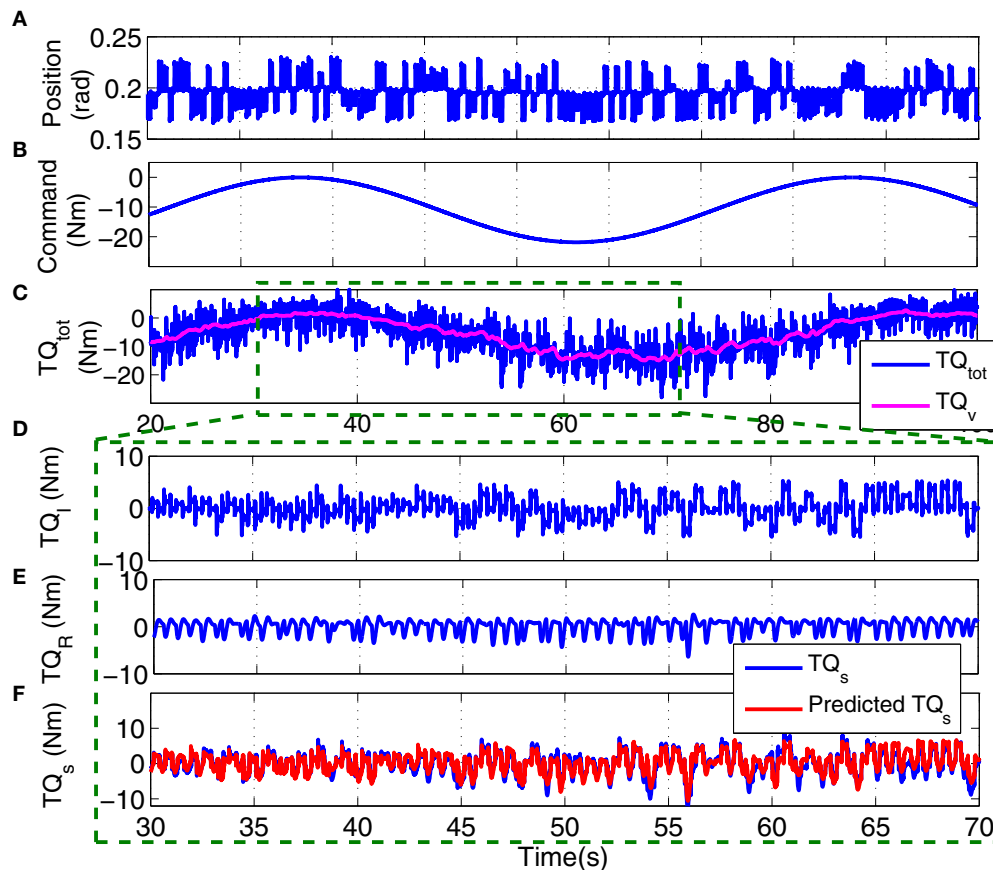 A
Position
(rad)
0.25
0.2
0.15
B
Command
(Nm)
0
−10
−20
C
TQ_tot
(Nm)
0
−10
−20
20
40
60
80
TQ_tot
TQ_v
D
TQ_I (Nm)
10
0
−10
E
TQ_R (Nm)
10
0
−10
TQ_s
Predicted TQ_s
F
TQ_s (Nm)
10
0
−10
30
35
40
45
50
55
60
65
70
Time(s)